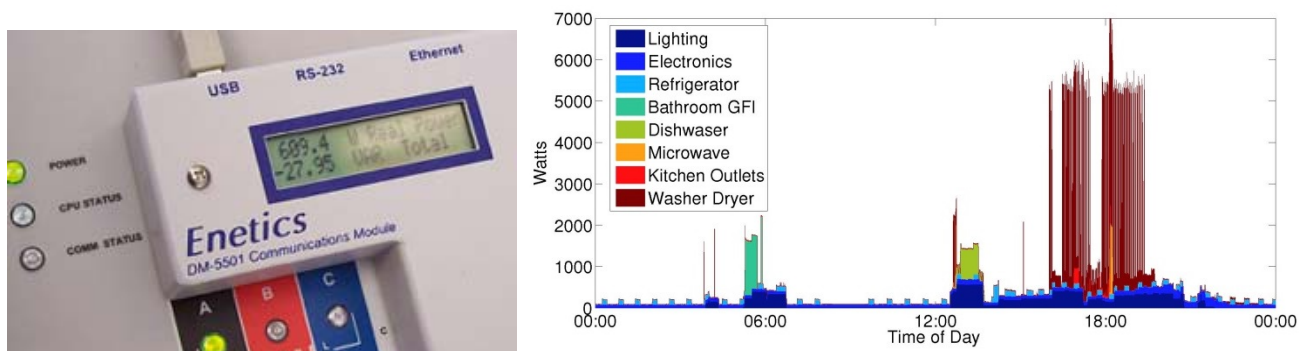 USB
RS-232
Ethernet
609.4 W Real Power
-27.95 VAR Total
POWER
CPU STATUS
COMM STATUS
Enetics
DM-5501 Communications Module
A
B
C
L
C
7000
6000
5000
4000
3000
2000
1000
0
Watts
Lighting
Electronics
Refrigerator
Bathroom GFI
Dishwaser
Microwave
Kitchen Outlets
Washer Dryer
00:00
06:00
12:00
18:00
00:00
Time of Day